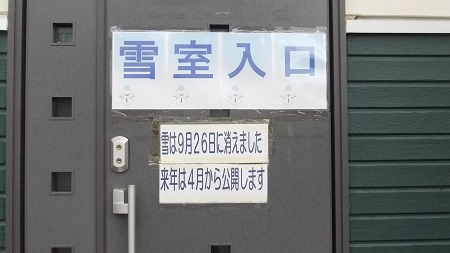 雪室入口
雪は9月26日に消えました
来年は4月から公開します